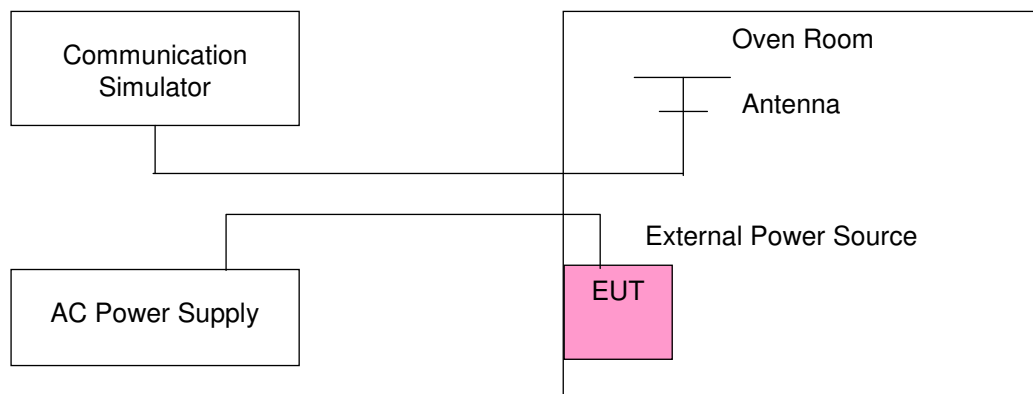 Communication
Simulator
Oven Room
Antenna
External Power Source
AC Power Supply
EUT